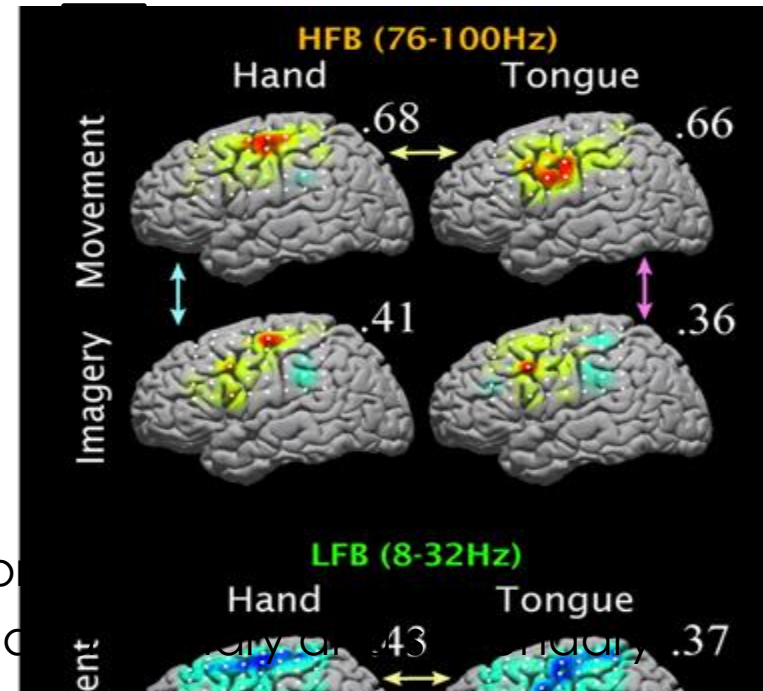 HFB (76-100Hz)
Hand Tongue
Movement
.68 .66
Imagery
.41 .36
LFB (8-32Hz)
Hand Tongue
.43 .37